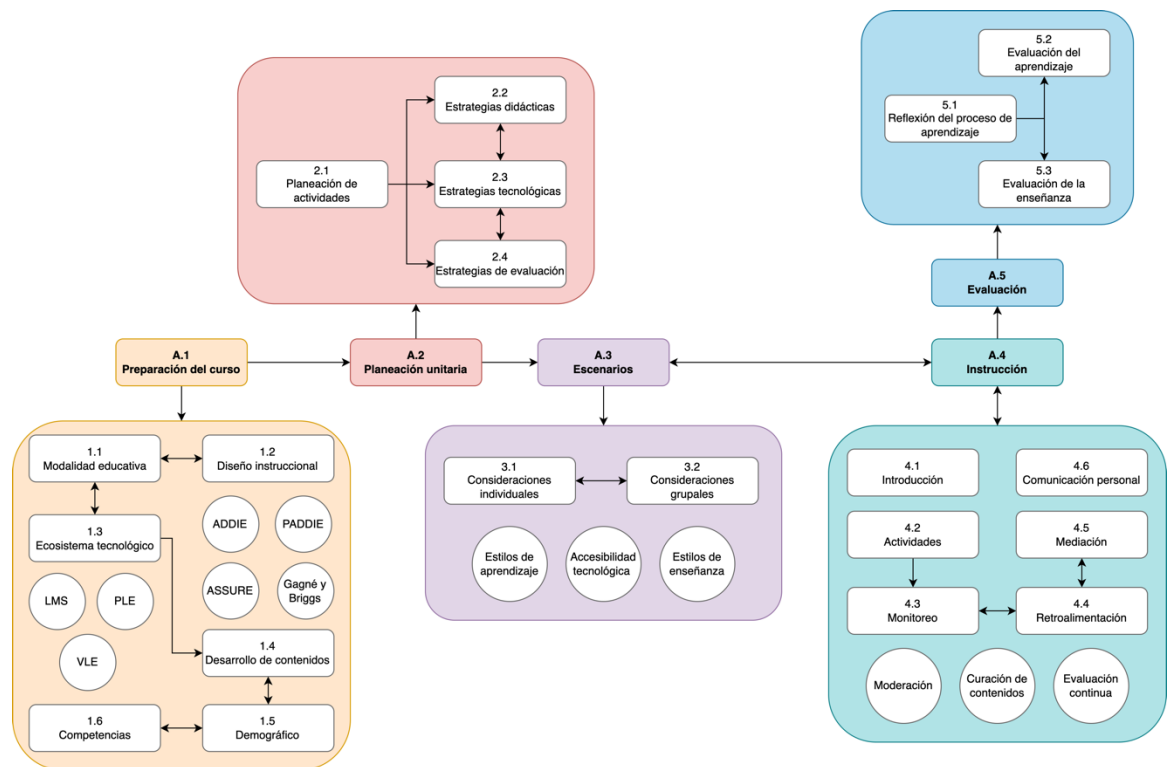 5.2
Evaluación del
aprendizaje
5.1
Reflexión del proceso de
aprendizaje
5.3
Evaluación de la
enseñanza
2.2
Estrategias didácticas
2.1
Planeación de
actividades
2.3
Estrategias tecnológicas
2.4
Estrategias de evaluación
A.5
Evaluación
A.1
Preparación del curso
A.2
Planeación unitaria
A.3
Escenarios
A.4
Instrucción
1.1
Modalidad educativa
1.2
Diseño instruccional
1.3
Ecosistema tecnológico
ADDIE
PADDIE
ASSURE
Gagné y
Briggs
LMS
PLE
VLE
1.4
Desarrollo de contenidos
1.6
Competencias
1.5
Demográfico
3.1
Consideraciones
individuales
3.2
Consideraciones
grupales
Estilos de
aprendizaje
Accesibilidad
tecnológica
Estilos de
enseñanza
4.1
Introducción
4.6
Comunicación personal
4.2
Actividades
4.5
Mediación
4.3
Monitoreo
4.4
Retroalimentación
Moderación
Curación de
contenidos
Evaluación
continua